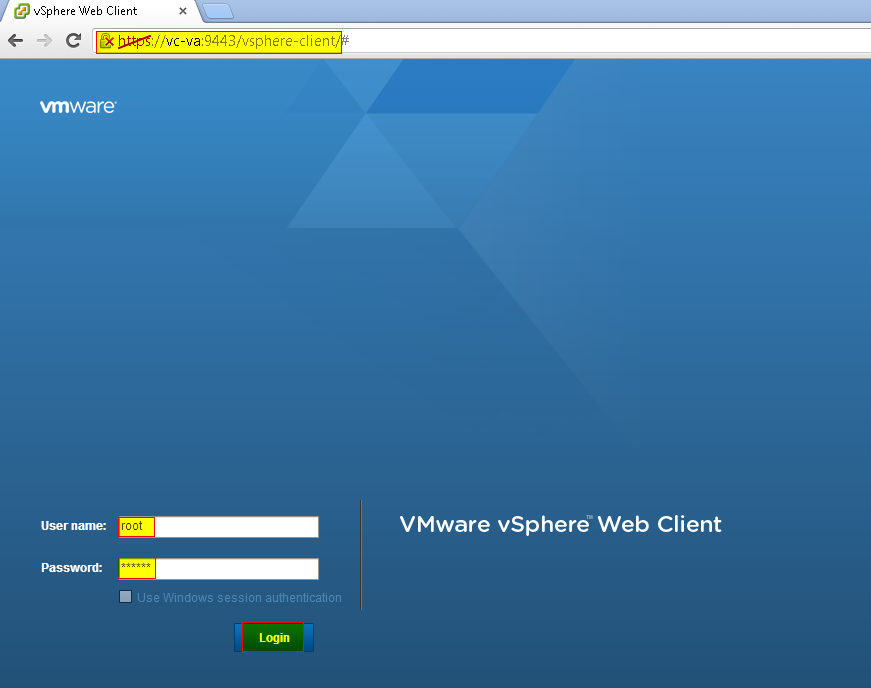 vSphere Web Client
https://vc-va:9443/vsphere-client/#
vmware®
User name: root
VMware vSphere™ Web Client
Password: ******
Use Windows session authentication
Login